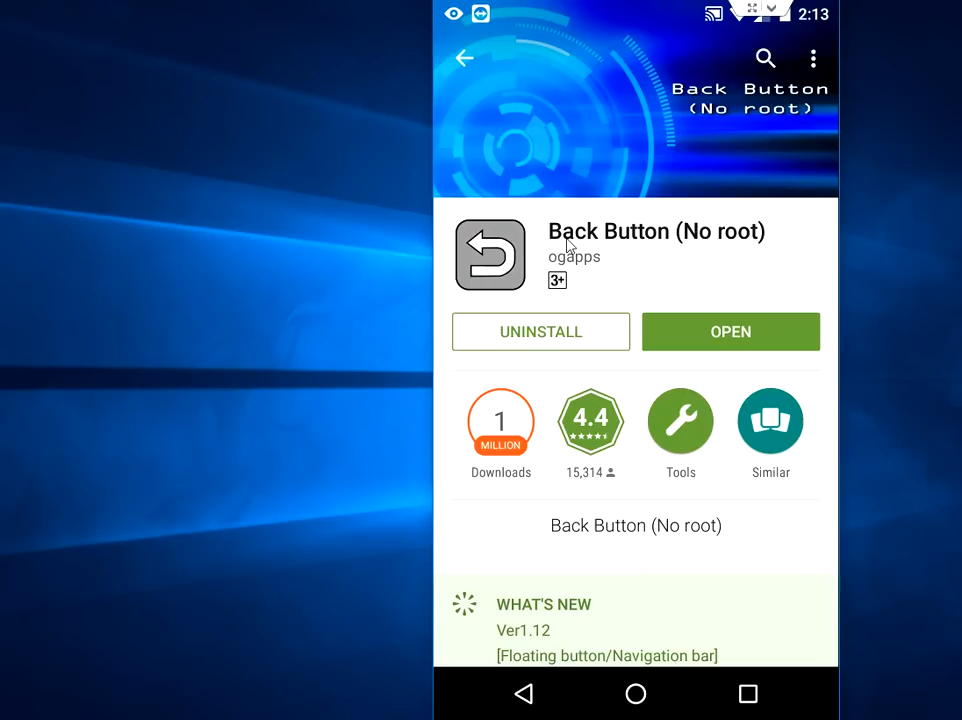 2:13
Back Button
(No root)
Back Button (No root)
ogapps
3+
UNINSTALL
OPEN
1
MILLION
4.4
Downloads
15,314
Tools
Similar
Back Button (No root)
WHAT'S NEW
Ver1.12
[Floating button/Navigation bar]